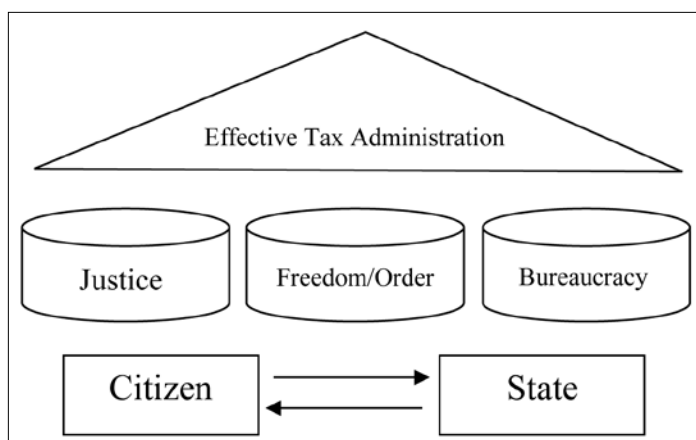 Effective Tax Administration
Justice
Freedom/Order
Bureaucracy
Citizen
State